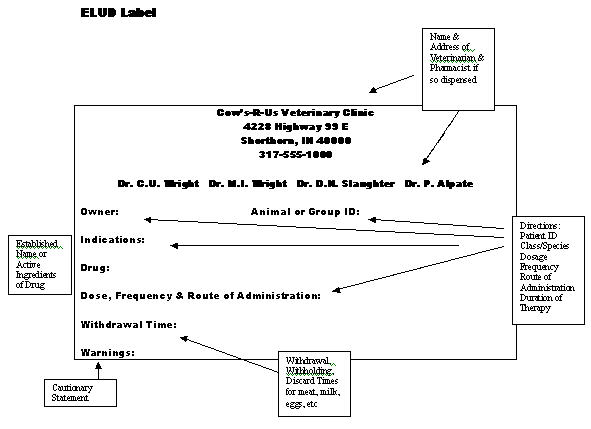 ELUD Label
Name &
Address of
Veterinarian &
Pharmacist if
so dispensed
Cow's-R-Us Veterinary Clinic
4228 Highway 99 E
Shorthorn, IN 40000
317-555-1000
Dr. C.U. Wright Dr. M.I. Wright Dr. D.N. Slaughter Dr. P. Alpate
Owner: Animal or Group ID:
Indications:
Drug:
Dose, Frequency & Route of Administration:
Withdrawal Time:
Warnings:
Established
Name or
Active
Ingredients
of Drug
Directions:
Patient ID
Class/Species
Dosage
Frequency
Route of
Administration
Duration of
Therapy
Cautionary
Statement
Withdrawal,
Withholding,
Discard Times
for meat, milk,
eggs, etc